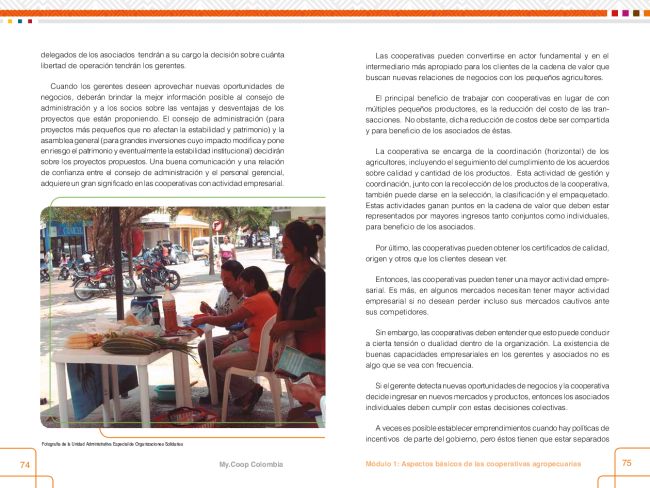 delegados de los asociados tendrán a su cargo la decisión sobre cuánta
libertad de operación tendrán los gerentes.
Cuando los gerentes deseen aprovechar nuevas oportunidades de
negocios, deberán brindar la mejor información posible al consejo de
administración y a los socios sobre las ventajas y desventajas de los
proyectos que están proponiendo. El consejo de administración (para
proyectos más pequeños que no afectan la estabilidad y patrimonio) y la
asamblea general (para grandes inversiones cuyo impacto modifica y pone
en riesgo el patrimonio y eventualmente la estabilidad institucional) decidirán
sobre los proyectos propuestos. Una buena comunicación y una relación
de confianza entre el consejo de administración y el personal gerencial,
adquiere un gran significado en las cooperativas con actividad empresarial.
Fotografía de la Unidad Administrativa Especial de Organizaciones Solidarias
74
My.Coop Colombia
Las cooperativas pueden convertirse en actor fundamental y en el
intermediario más apropiado para los clientes de la cadena de valor que
buscan nuevas relaciones de negocios con los pequeños agricultores.
El principal beneficio de trabajar con cooperativas en lugar de con
múltiples pequeños productores, es la reducción del costo de las tran-
sacciones. No obstante, dicha reducción de costos debe ser compartida
y para beneficio de los asociados de éstas.
La cooperativa se encarga de la coordinación (horizontal) de los
agricultores, incluyendo el seguimiento del cumplimiento de los acuerdos
sobre calidad y cantidad de los productos. Esta actividad de gestión y
coordinación, junto con la recolección de los productos de la cooperativa,
también puede darse en la selección, la clasificación y el empaquetado.
Estas actividades ganan puntos en la cadena de valor que deben estar
representados por mayores ingresos tanto conjuntos como individuales,
para beneficio de los asociados.
Por último, las cooperativas pueden obtener los certificados de calidad,
origen y otros que los clientes desean ver.
Entonces, las cooperativas pueden tener una mayor actividad empre-
sarial. Es más, en algunos mercados necesitan tener mayor actividad
empresarial si no desean perder incluso sus mercados cautivos ante
sus competidores.
Sin embargo, las cooperativas deben entender que esto puede conducir
a cierta tensión o dualidad dentro de la organización. La existencia de
buenas capacidades empresariales en los gerentes y asociados no es
algo que se vea con frecuencia.
Si el gerente detecta nuevas oportunidades de negocios y la cooperativa
decide ingresar en nuevos mercados y productos, entonces los asociados
individuales deben cumplir con estas decisiones colectivas.
A veces es posible establecer emprendimientos cuando hay políticas de
incentivos de parte del gobierno, pero éstos tienen que estar separados
Módulo 1: Aspectos básicos de las cooperativas agropecuarias
75